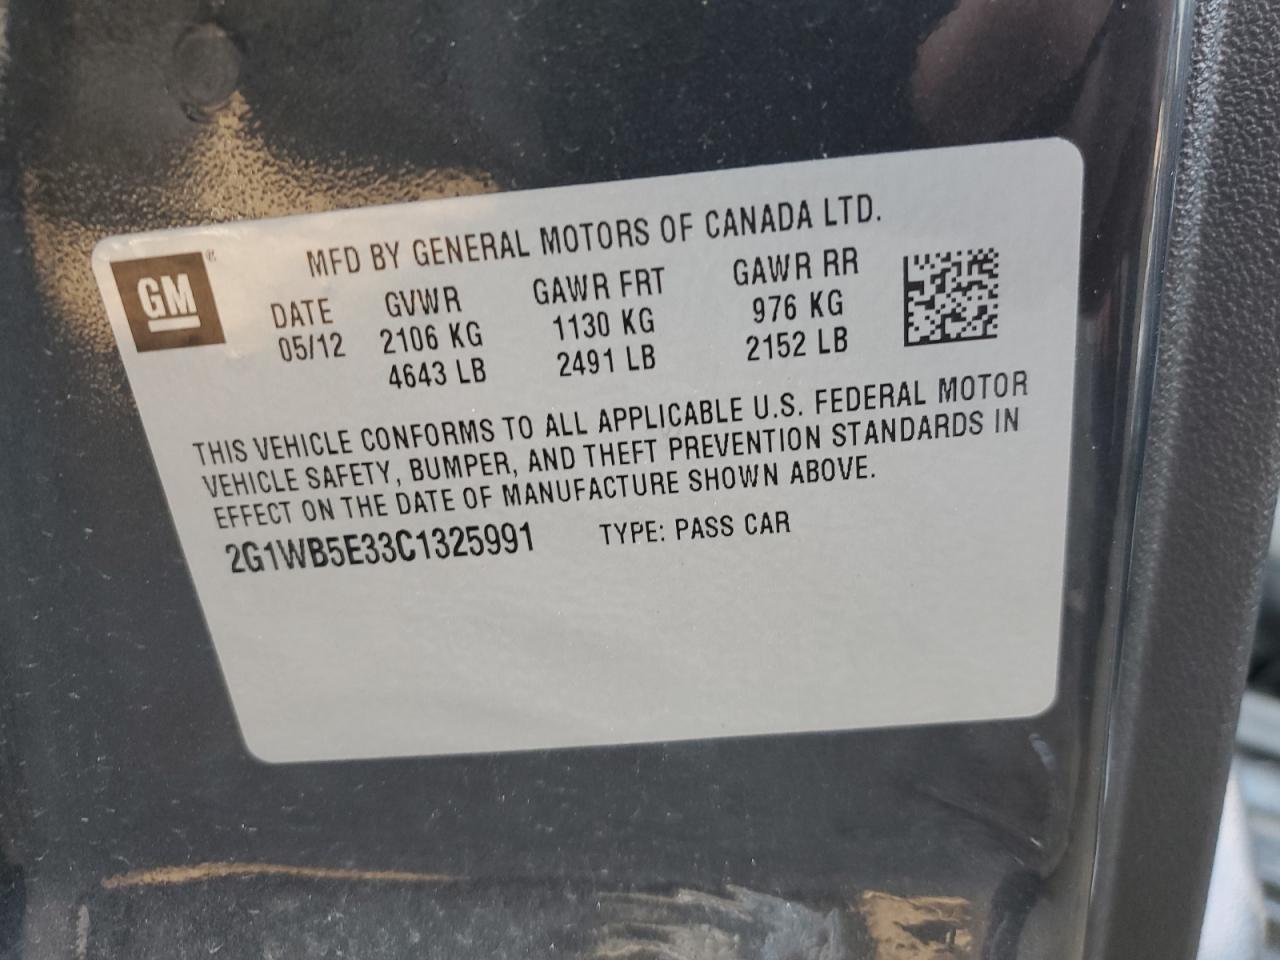 GM®
MFD BY GENERAL MOTORS OF CANADA LTD.
DATE GVWR GAWR FRT GAWR RR
05/12 2106 KG 1130 KG 976 KG
4643 LB 2491 LB 2152 LB
THIS VEHICLE CONFORMS TO ALL APPLICABLE U.S. FEDERAL MOTOR
VEHICLE SAFETY, BUMPER, AND THEFT PREVENTION STANDARDS IN
EFFECT ON THE DATE OF MANUFACTURE SHOWN ABOVE.
2G1WB5E33C1325991 TYPE: PASS CAR